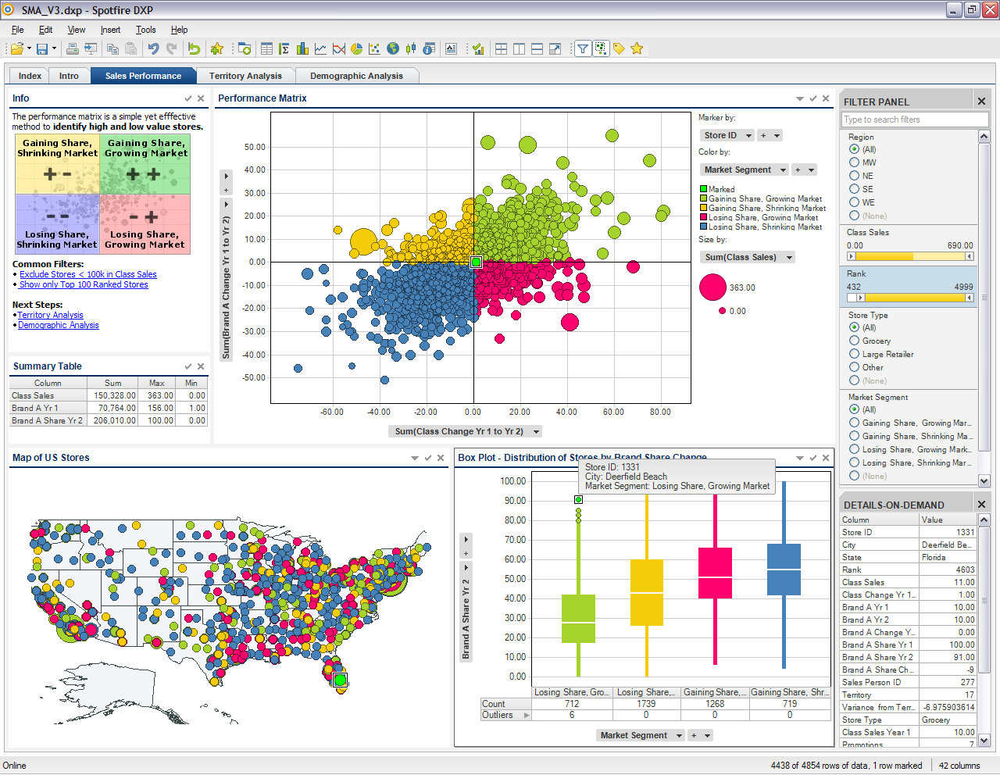 SMA_V3.dxp - Spotfire DXP
File Edit View Insert Tools Help
Index Intro Sales Performance Territory Analysis Demographic Analysis
Info
The performance matrix is a simple yet efffective
method to identify high and low value stores.
Gaining Share,
Shrinking Market
+ -
Gaining Share,
Growing Market
+ +
- -
Losing Share,
Shrinking Market
- +
Losing Share,
Growing Market
Common Filters:
Exclude Stores < 100k in Class Sales
Show only Top 100 Ranked Stores
Next Steps:
Territory Analysis
Demographic Analysis
Summary Table
Column Sum Max Min
Class Sales 150,328.00 363.00 0.00
Brand A Yr 1 70,764.00 156.00 1.00
Brand A Share Yr 2 206,010.00 100.00 0.00
Performance Matrix
Sum(Brand A Change Yr 1 to Yr 2)
+
50.00
40.00
30.00
20.00
10.00
0.00
-10.00
-20.00
-30.00
-40.00
-50.00
-60.00 -40.00 -20.00 0.00 20.00 40.00 60.00 80.00
Sum(Class Change Yr 1 to Yr 2)
Marker by:
Store ID +
Color by:
Market Segment +
Marked
Gaining Share, Growing Market
Gaining Share, Shrinking Market
Losing Share, Growing Market
Losing Share, Shrinking Market
Size by:
Sum(Class Sales)
363.00
0.00
Map of US Stores
Box Plot - Distribution of Stores by Brand Share Change
Store ID: 1331
City: Deerfield Beach
Market Segment: Losing Share, Growing Market
Brand A Share Yr 2
+
100.00
90.00
80.00
70.00
60.00
50.00
40.00
30.00
20.00
10.00
0.00
Losing Share, Gro... Losing Share,... Gaining Share,... Gaining Share, Shr...
Count 712 1739 1268 719
Outliers 6 0 0 0
Market Segment +
FILTER PANEL
Type to search filters
Region
(All)
MW
NE
SE
WE
(None)
Class Sales
0.00 690.00
Rank
432 4999
Store Type
(All)
Grocery
Large Retailer
Other
(None)
Market Segment
(All)
Gaining Share, Growing Mar...
Gaining Share, Shrinking Ma...
Losing Share, Growing Mark...
Losing Share, Shrinking Mar...
(None)
DETAILS-ON-DEMAND
Column Value
Store ID 1331
City Deerfield Be...
State Florida
Rank 4603
Class Sales 11.00
Class Change Yr 1... 1.00
Brand A Yr 1 10.00
Brand A Yr 2 10.00
Brand A Change Y... 0.00
Brand A Share Yr 1 100.00
Brand A Share Yr 2 91.00
Brand A Share Ch... -9
Sales Person ID 277
Territory 17
Variance from Terr... -6.975903614
Store Type Grocery
Class Sales Year 1 10.00
Promotions 7
Online
4438 of 4854 rows of data, 1 row marked 42 columns